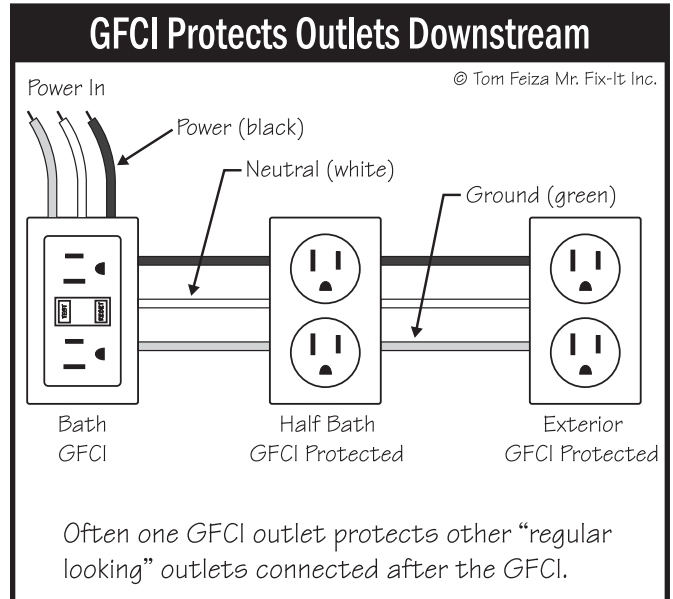 GFCI Protects Outlets Downstream
© Tom Feiza Mr. Fix-It Inc.
Power In
Power (black)
Neutral (white)
Ground (green)
TEST
RESET
Bath
GFCI
Half Bath
GFCI Protected
Exterior
GFCI Protected
Often one GFCI outlet protects other “regular
looking” outlets connected after the GFCI.